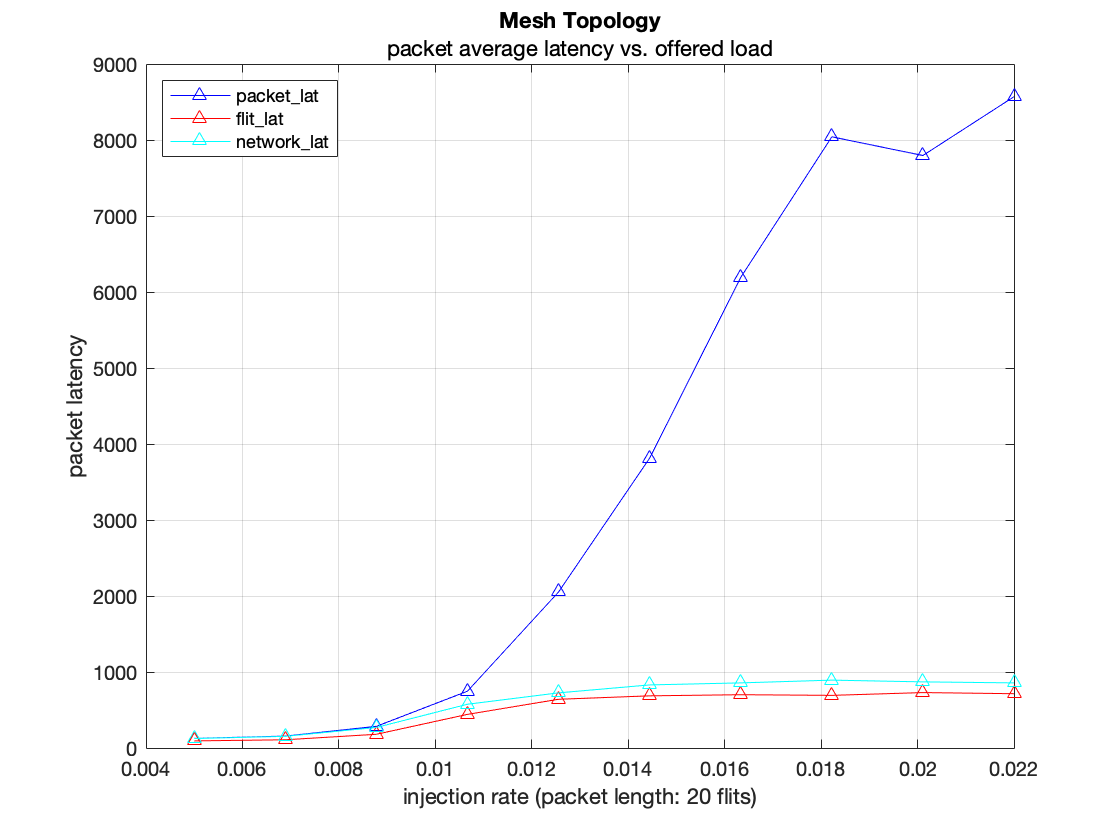 Mesh Topology
packet average latency vs. offered load
packet_lat
flit_lat
network_lat
packet latency
9000
8000
7000
6000
5000
4000
3000
2000
1000
0
0.004 0.006 0.008 0.01 0.012 0.014 0.016 0.018 0.02 0.022
injection rate (packet length: 20 flits)